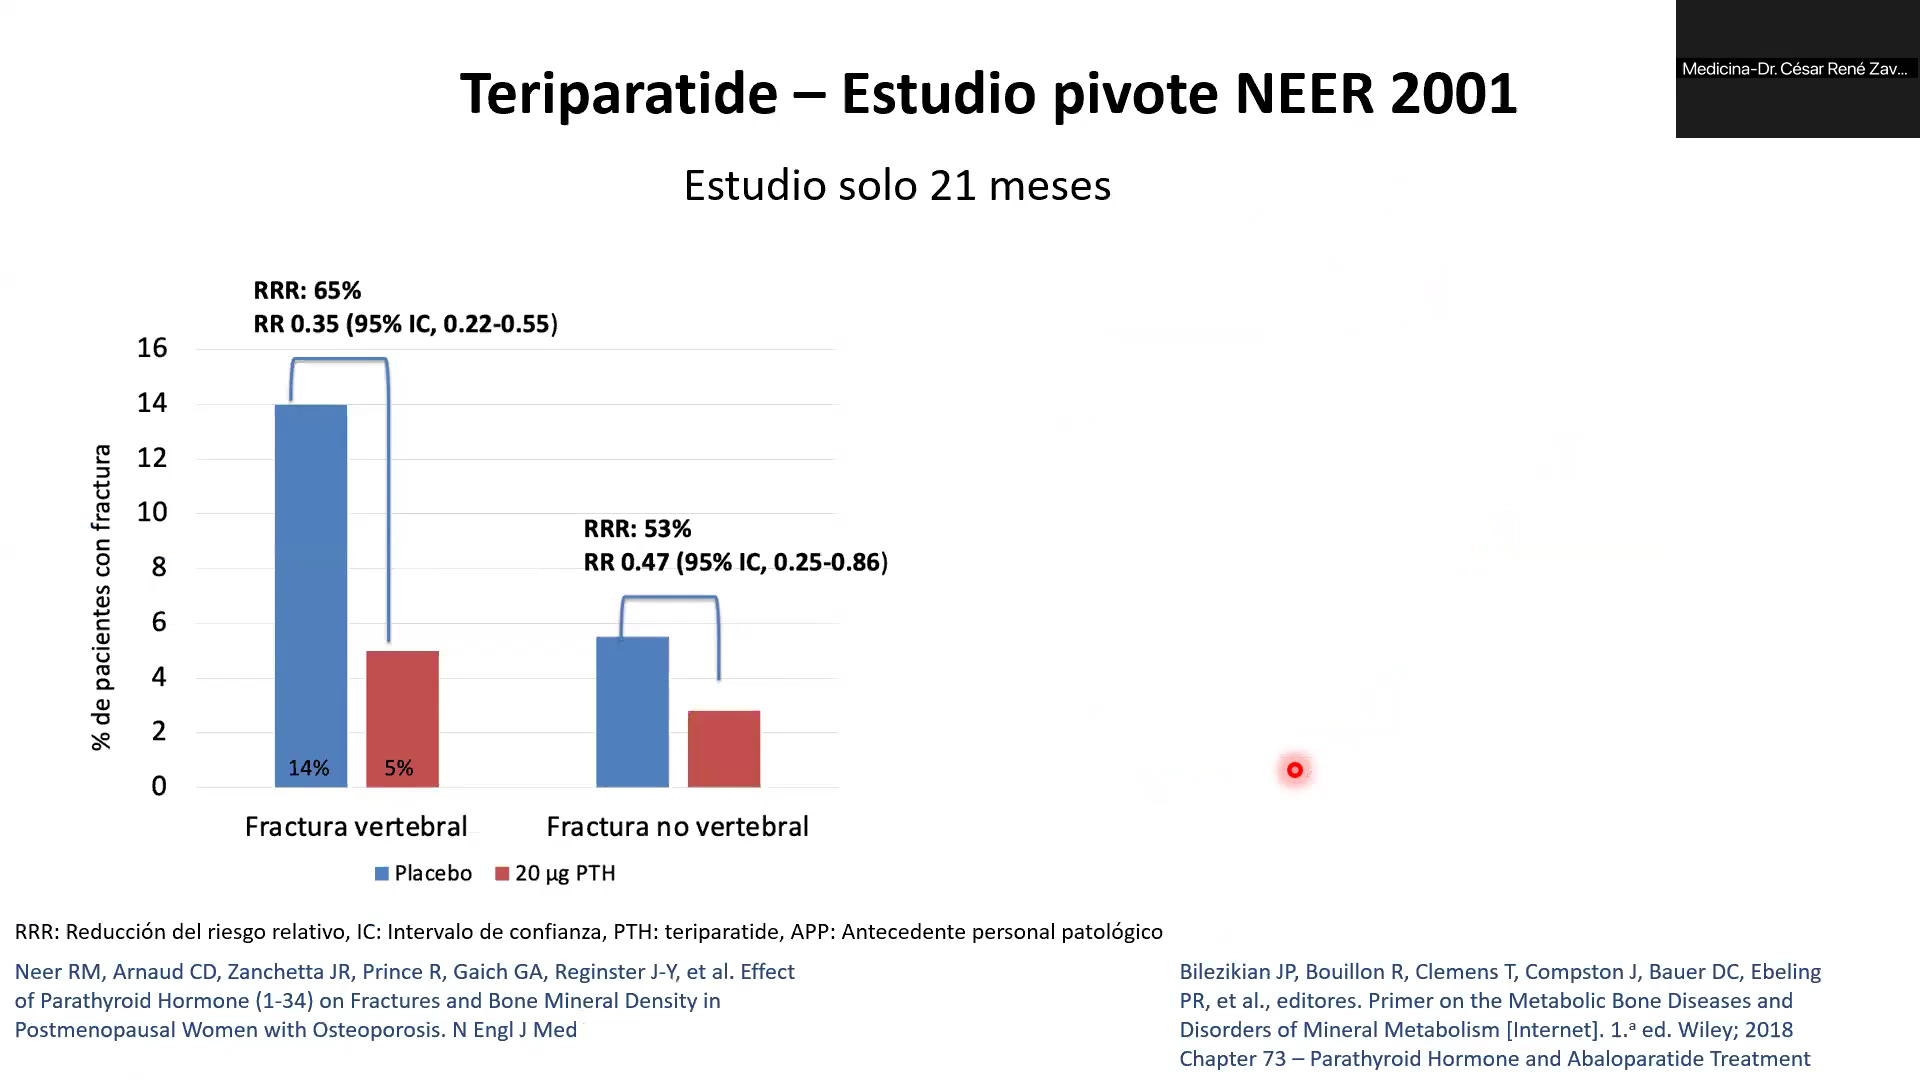 Medicina-Dr. César René Zav...
Teriparatide – Estudio pivote NEER 2001
Estudio solo 21 meses
RRR: 65%
RR 0.35 (95% IC, 0.22-0.55)
RRR: 53%
RR 0.47 (95% IC, 0.25-0.86)
% de pacientes con fractura
16
14
12
10
8
6
4
2
0
14%
5%
Fractura vertebral
Fractura no vertebral
Placebo
20 µg PTH
RRR: Reducción del riesgo relativo, IC: Intervalo de confianza, PTH: teriparatide, APP: Antecedente personal patológico
Neer RM, Arnaud CD, Zanchetta JR, Prince R, Gaich GA, Reginster J-Y, et al. Effect
of Parathyroid Hormone (1-34) on Fractures and Bone Mineral Density in
Postmenopausal Women with Osteoporosis. N Engl J Med
Bilezikian JP, Bouillon R, Clemens T, Compston J, Bauer DC, Ebeling
PR, et al., editores. Primer on the Metabolic Bone Diseases and
Disorders of Mineral Metabolism [Internet]. 1.ª ed. Wiley; 2018
Chapter 73 – Parathyroid Hormone and Abaloparatide Treatment